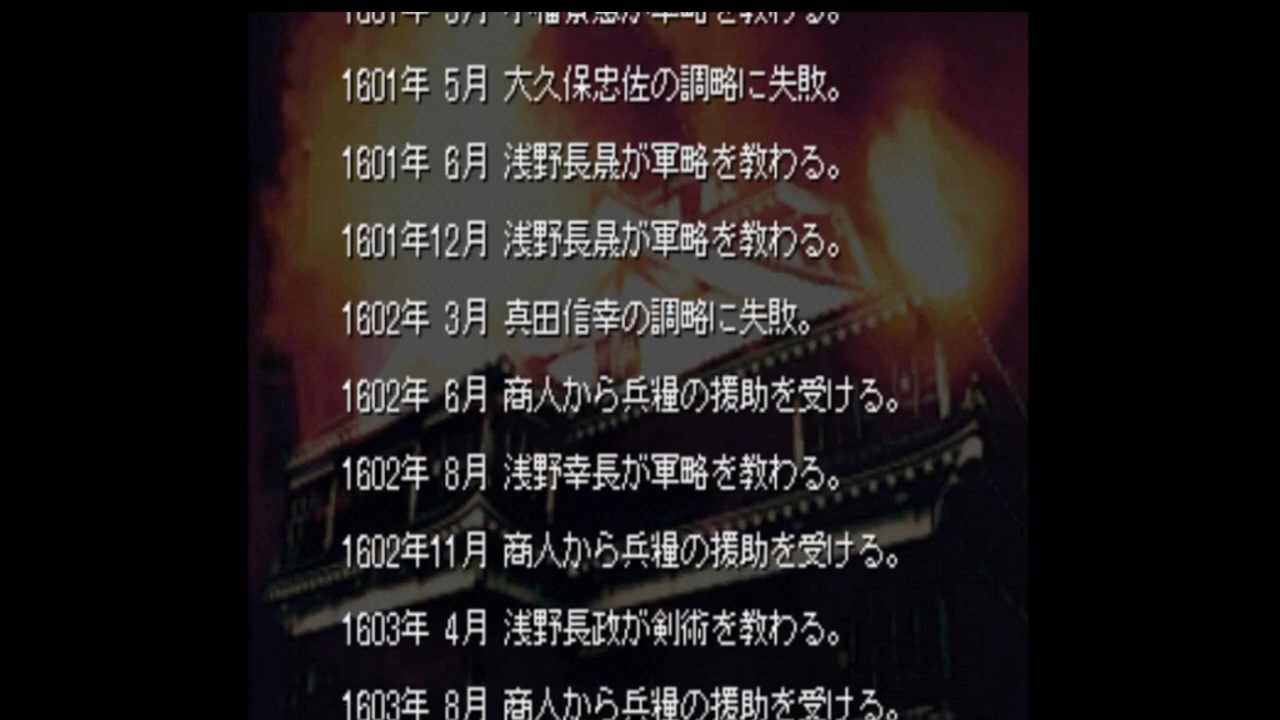 1601年 5月 大久保忠佐の調略に失敗。
1601年 6月 浅野長晟が軍略を教わる。
1601年12月 浅野長晟が軍略を教わる。
1602年 3月 真田信幸の調略に失敗。
1602年 6月 商人から兵糧の援助を受ける。
1602年 8月 浅野幸長が軍略を教わる。
1602年11月 商人から兵糧の援助を受ける。
1603年 4月 浅野長政が剣術を教わる。
1603年 8月 商人から兵糧の援助を受ける。